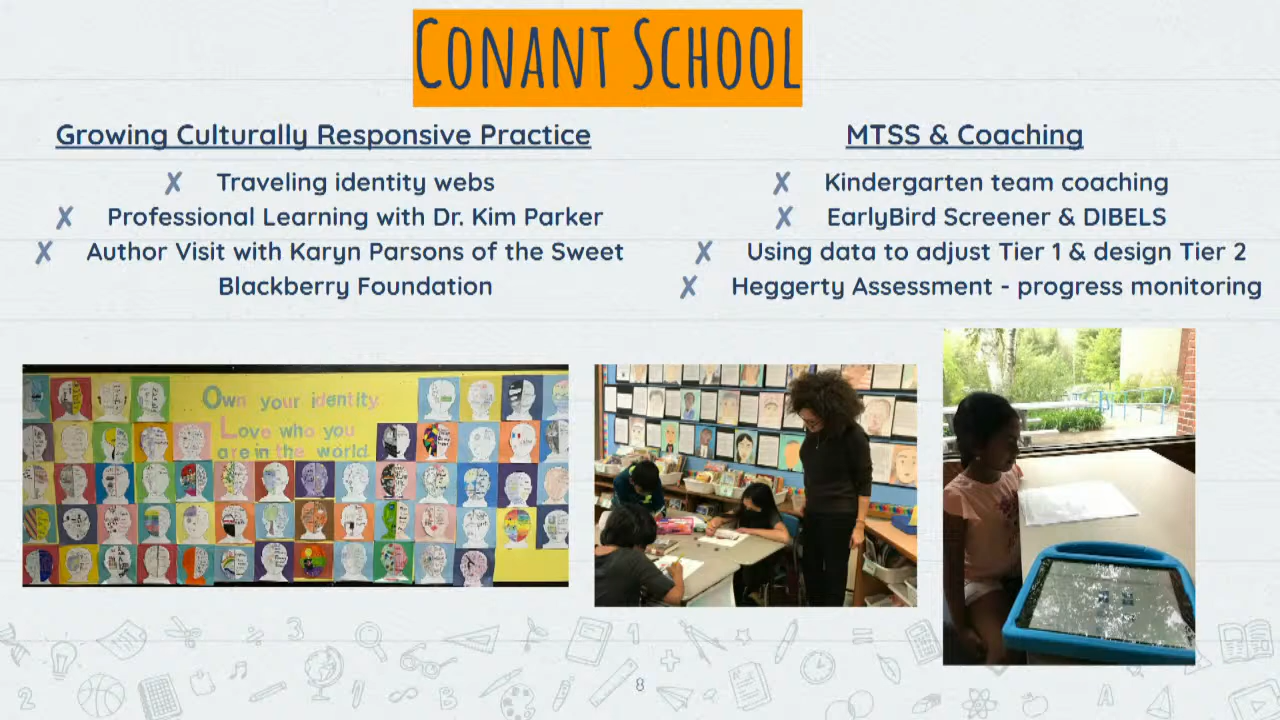 CONANT SCHOOL
Growing Culturally Responsive Practice
✗ Traveling identity webs
✗ Professional Learning with Dr. Kim Parker
✗ Author Visit with Karyn Parsons of the Sweet
Blackberry Foundation
MTSS & Coaching
✗ Kindergarten team coaching
✗ EarlyBird Screener & DIBELS
✗ Using data to adjust Tier 1 & design Tier 2
✗ Heggerty Assessment - progress monitoring
Own your identity
Love who you
are in the world
8